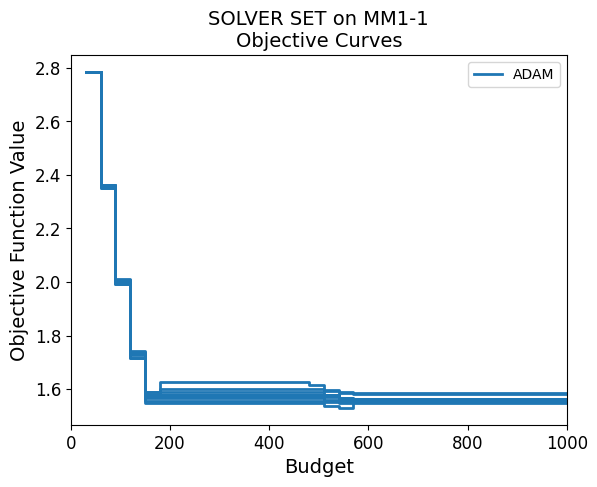 SOLVER SET on MM1-1
Objective Curves
ADAM
Objective Function Value
2.8
2.6
2.4
2.2
2.0
1.8
1.6
0 200 400 600 800 1000
Budget